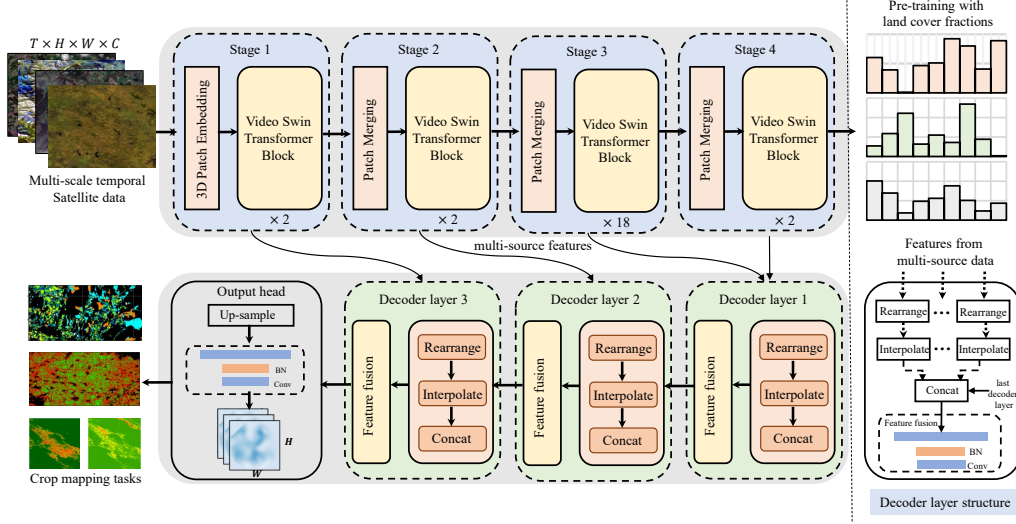 T × H × W × C
Multi-scale temporal
Satellite data
Stage 1
3D Patch Embedding
Video Swin
Transformer
Block
× 2
Stage 2
Patch Merging
Video Swin
Transformer
Block
× 2
Stage 3
Patch Merging
Video Swin
Transformer
Block
× 18
Stage 4
Patch Merging
Video Swin
Transformer
Block
× 2
Pre-training with
land cover fractions
multi-source features
Output head
Up-sample
BN
Conv
H
W
Crop mapping tasks
Decoder layer 3
Feature fusion
Rearrange
Interpolate
Concat
Decoder layer 2
Feature fusion
Rearrange
Interpolate
Concat
Decoder layer 1
Feature fusion
Rearrange
Interpolate
Concat
Features from
multi-source data
Rearrange
Rearrange
Interpolate
Interpolate
Concat
last
decoder
layer
Feature fusion
BN
Conv
Decoder layer structure